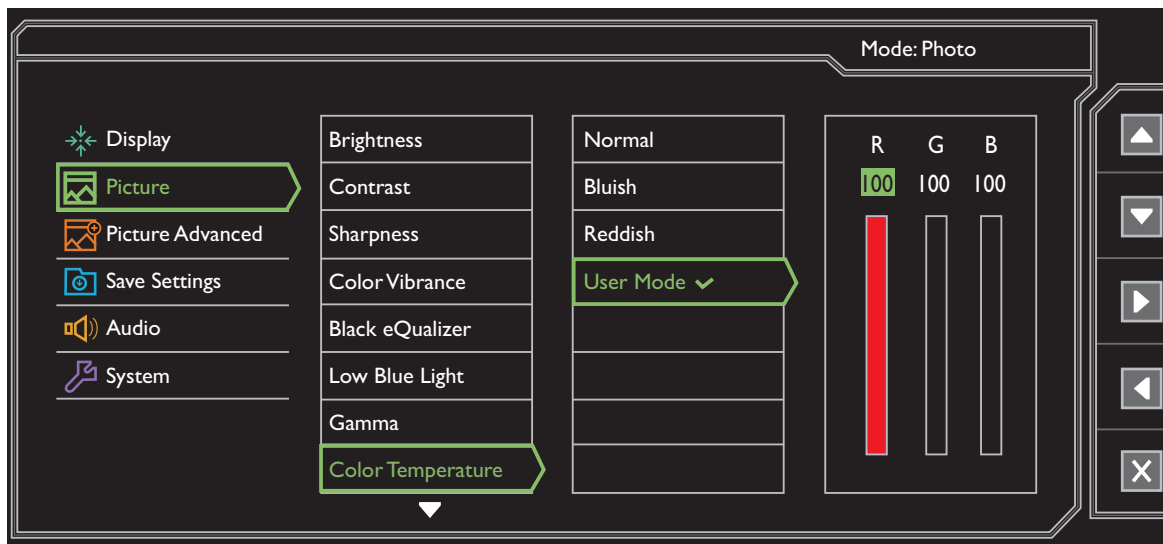 Mode: Photo
Display
Picture
Picture Advanced
Save Settings
Audio
System
Brightness
Contrast
Sharpness
Color Vibrance
Black eQualizer
Low Blue Light
Gamma
Color Temperature
Normal
Bluish
Reddish
User Mode ✓
R G B
100 100 100
X